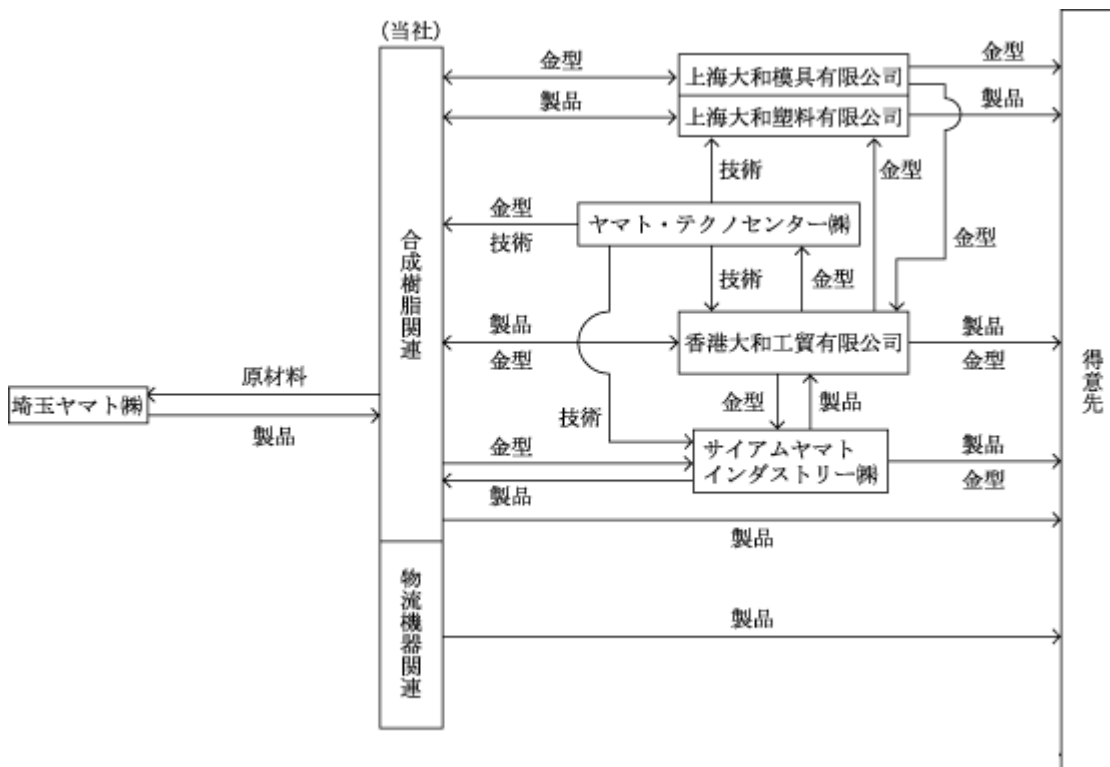 (当社)
金型
上海大和模具有限公司
金型
製品
上海大和塑料有限公司
製品
技術
金型
金型
技術
ヤマト・テクノセンター㈱
金型
合成樹脂関連
技術
金型
製品
金型
香港大和工貿有限公司
製品
金型
得意先
原材料
埼玉ヤマト㈱
製品
金型
製品
技術
金型
サイアムヤマト
インダストリー㈱
製品
製品
金型
製品
物流機器関連
製品